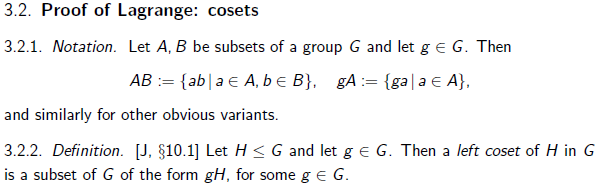 3.2. Proof of Lagrange: cosets
3.2.1. Notation. Let A, B be subsets of a group G and let g ∈ G. Then
AB := {ab | a ∈ A, b ∈ B}, gA := {ga | a ∈ A},
and similarly for other obvious variants.
3.2.2. Definition. [J, §10.1] Let H ≤ G and let g ∈ G. Then a left coset of H in G
is a subset of G of the form gH, for some g ∈ G.